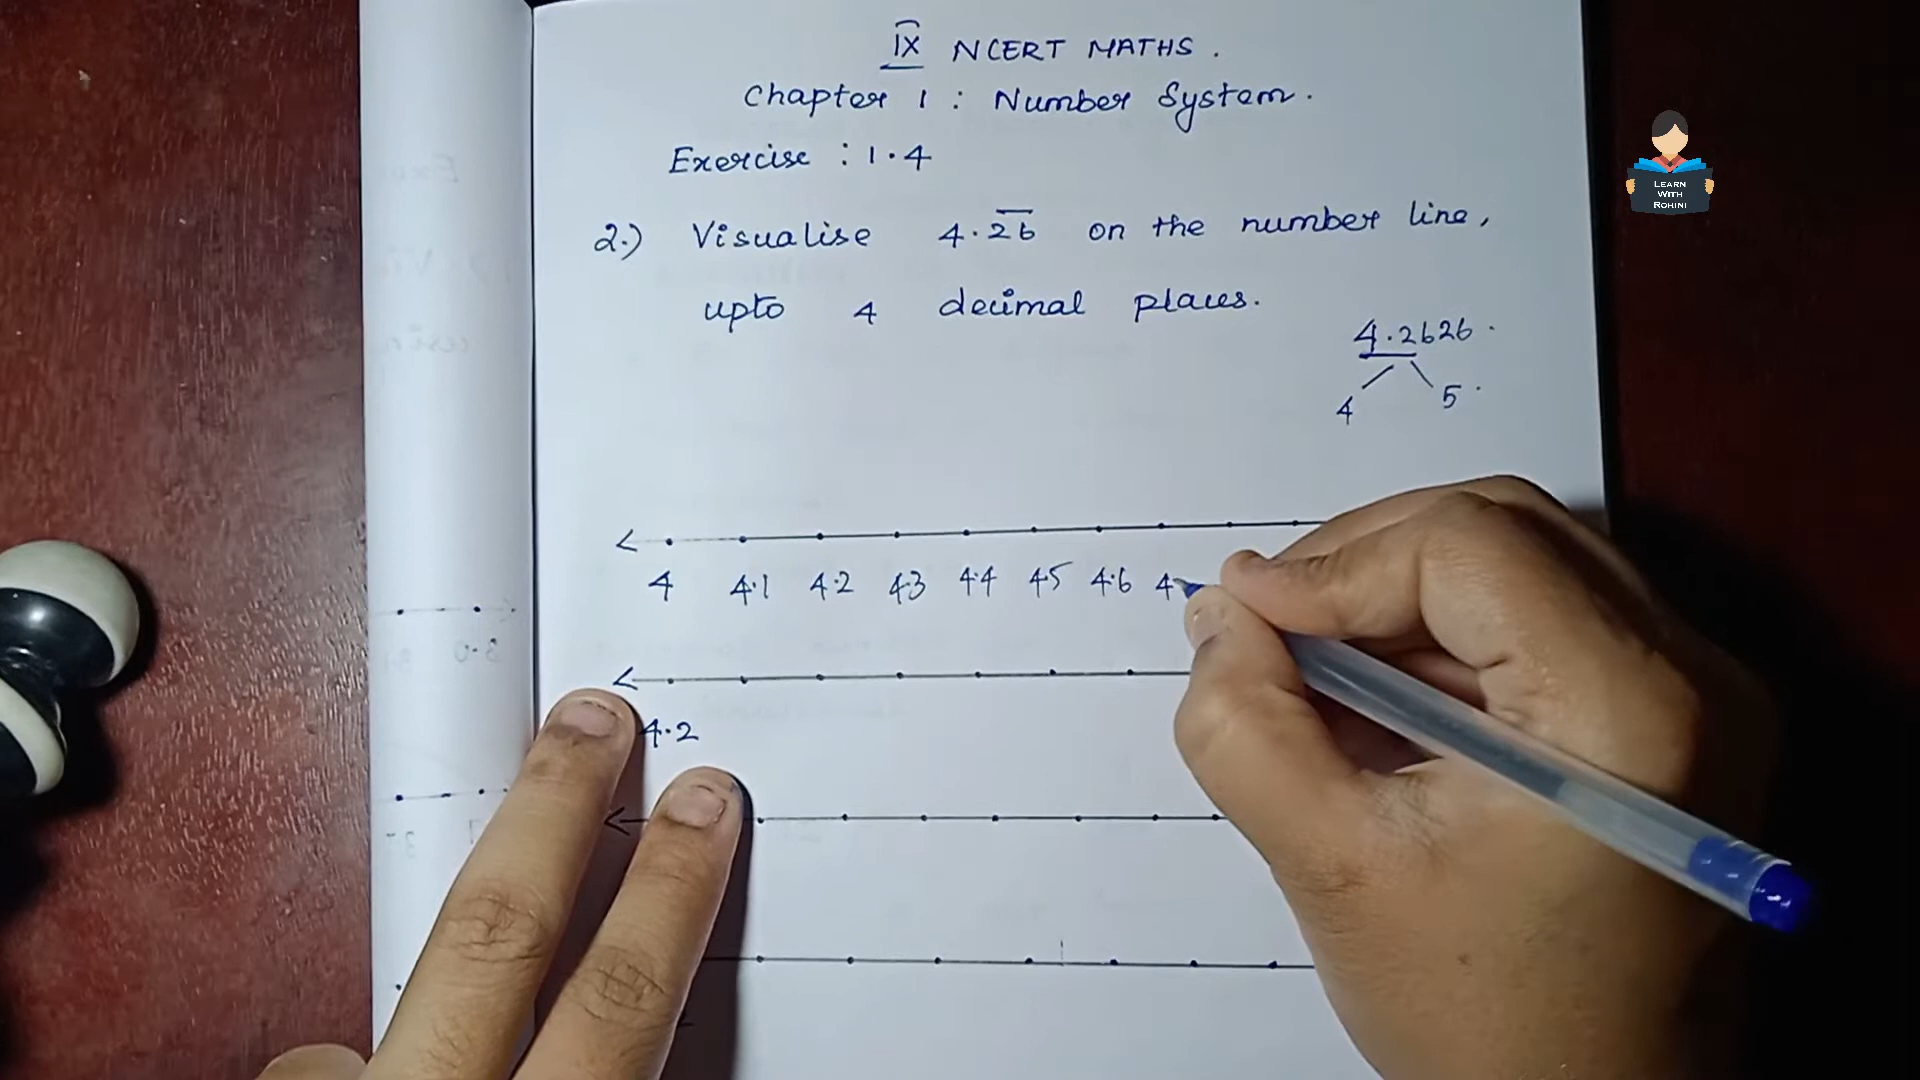 IX NCERT MATHS.
Chapter 1 : Number System.
Exercise : 1.4
LEARN
WITH
ROHINI
2.) Visualise 4.2̅6̅ on the number line,
upto 4 decimal places.
4.2626.
4 5.
4 4.1 4.2 4.3 4.4 4.5 4.6 4
4.2